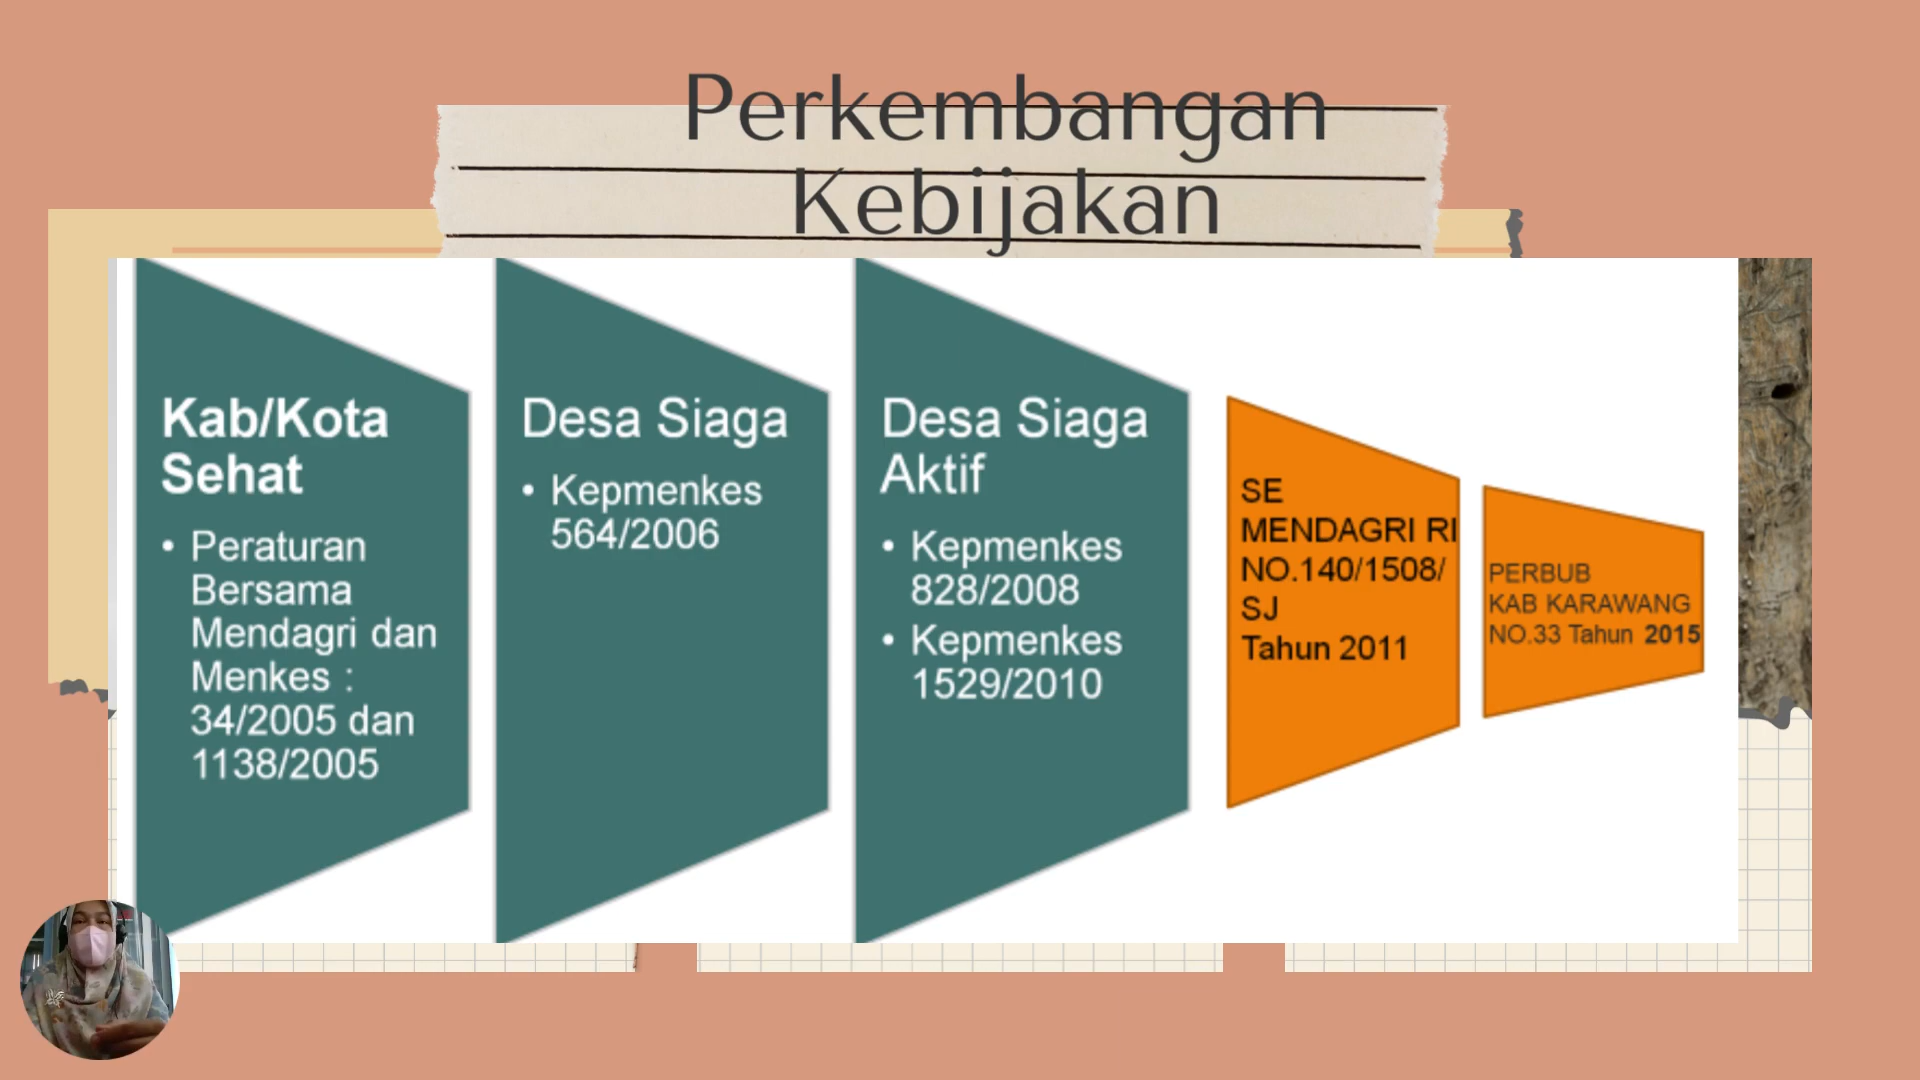 Perkembangan
Kebijakan
Kab/Kota
Sehat
• Peraturan
Bersama
Mendagri dan
Menkes :
34/2005 dan
1138/2005
Desa Siaga
• Kepmenkes
564/2006
Desa Siaga
Aktif
• Kepmenkes
828/2008
• Kepmenkes
1529/2010
SE
MENDAGRI RI
NO.140/1508/
SJ
Tahun 2011
PERBUB
KAB KARAWANG
NO.33 Tahun 2015